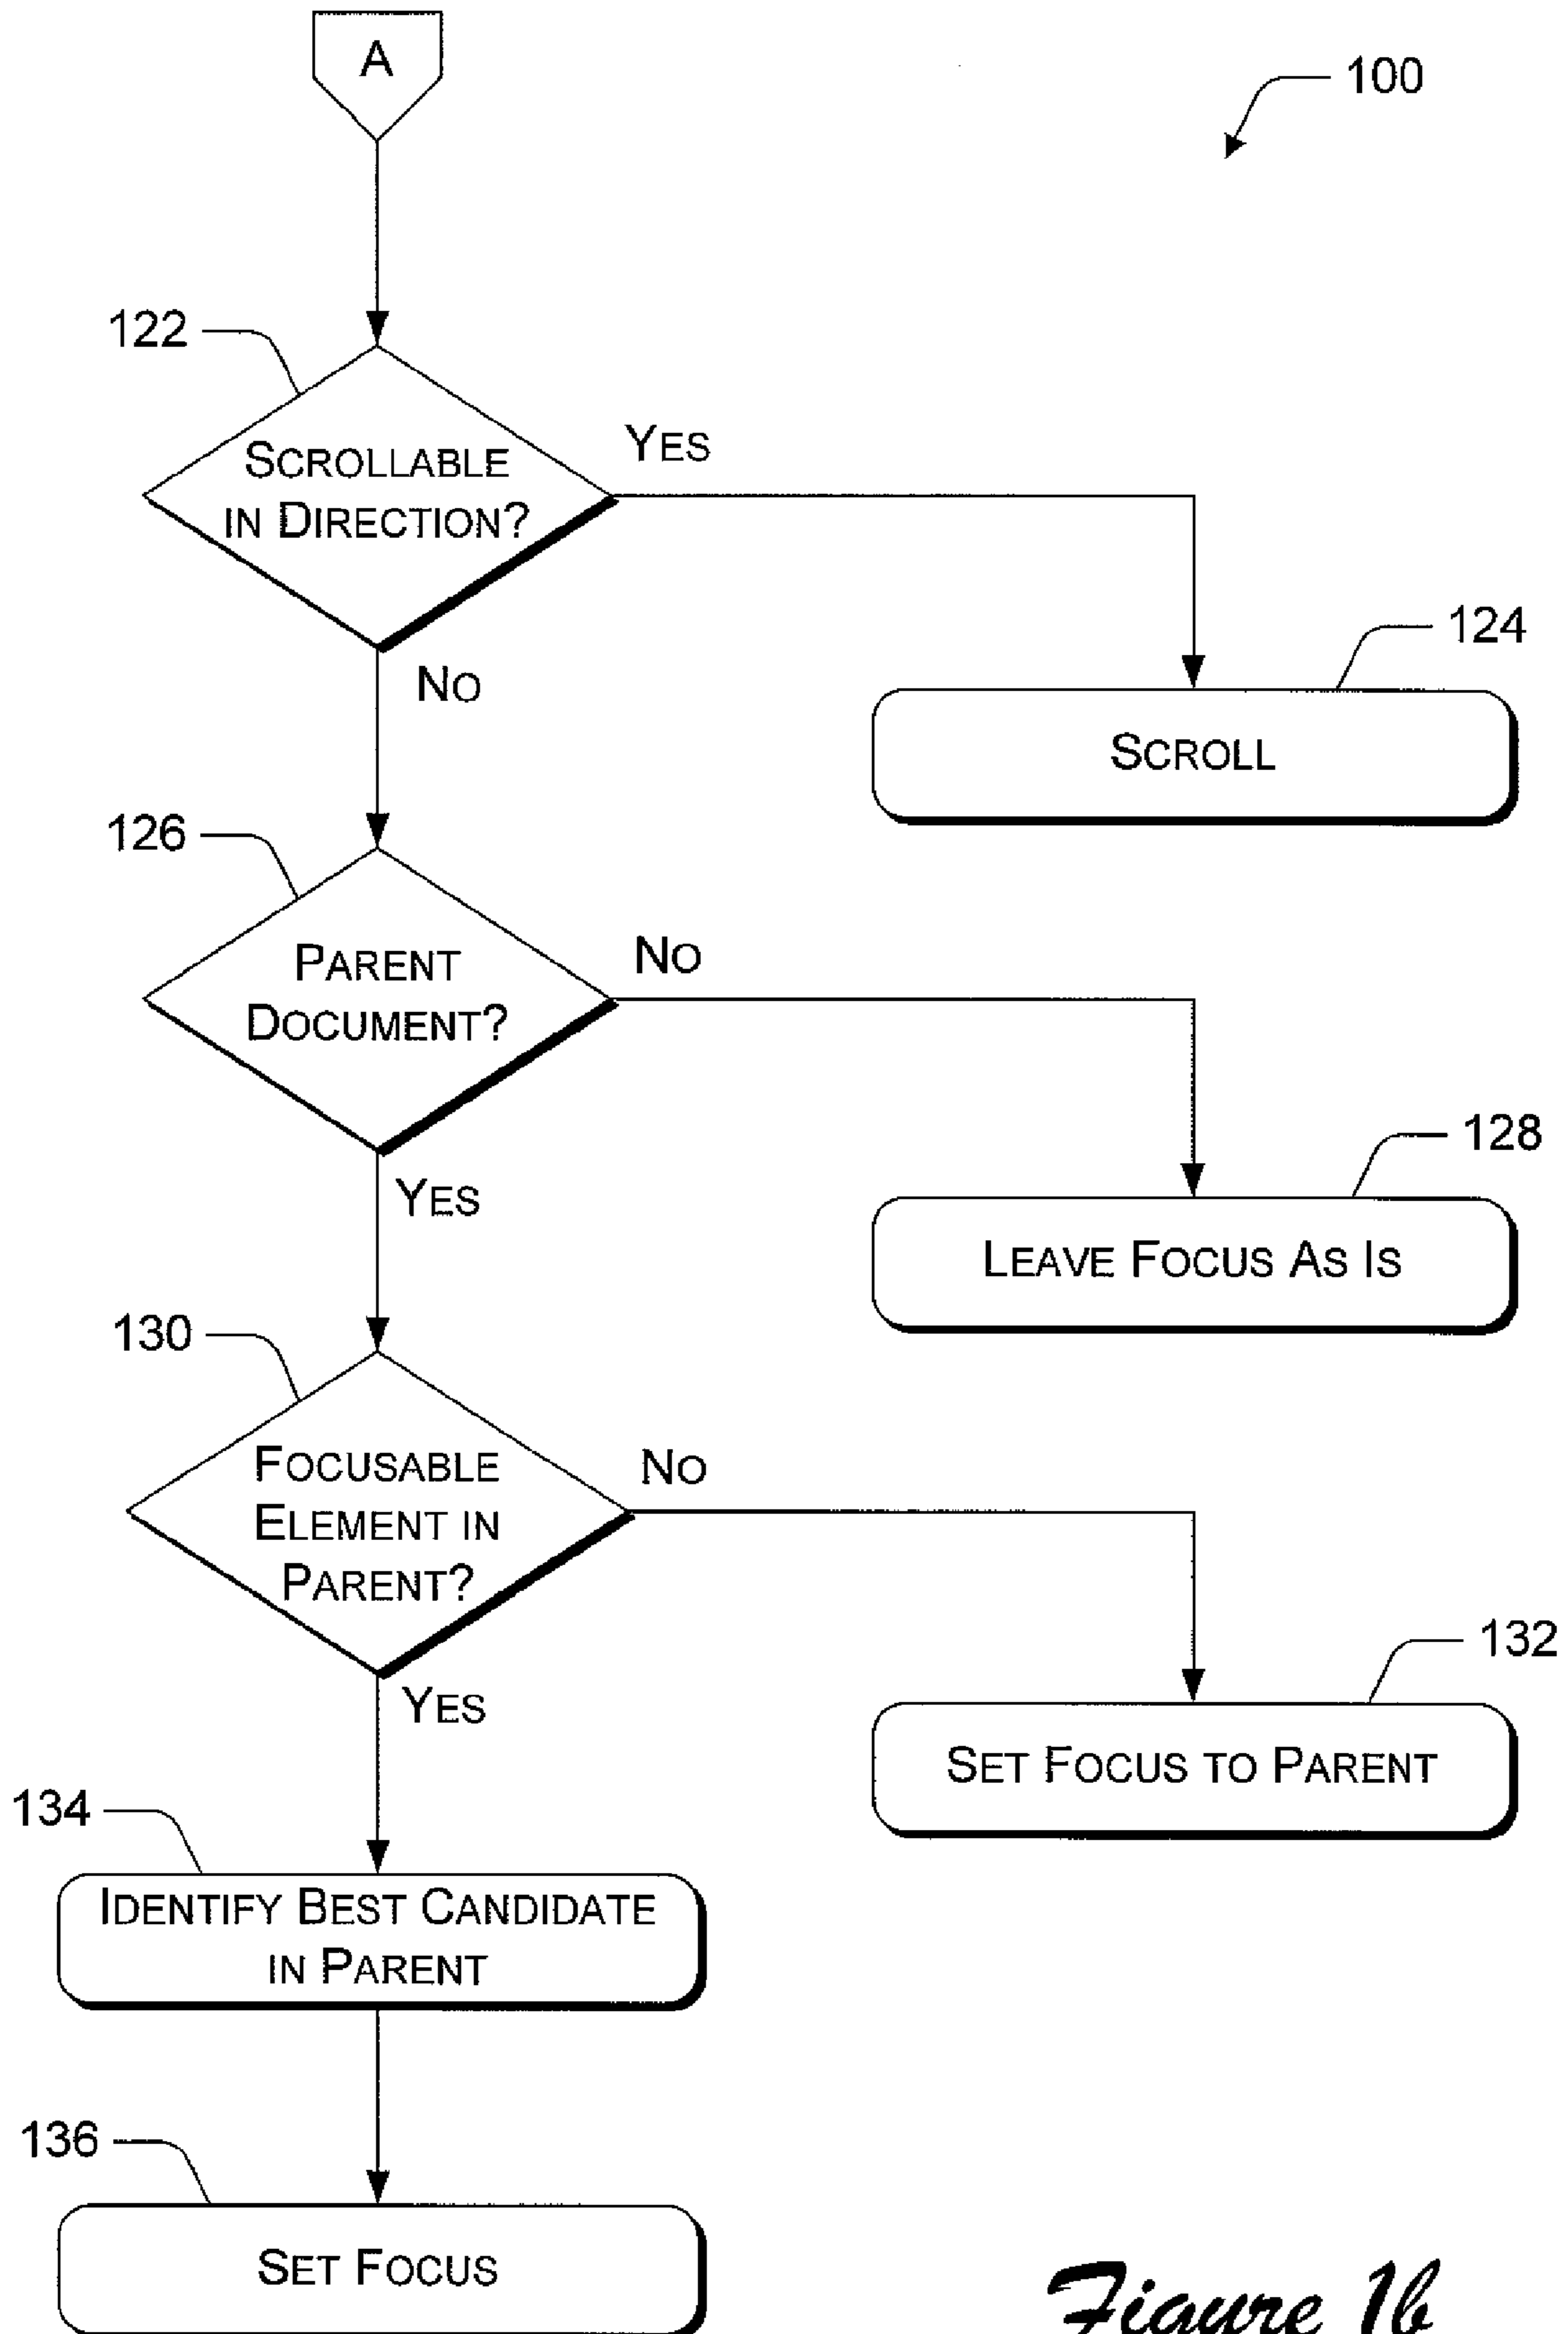 A
100
122
SCROLLABLE
IN DIRECTION?
YES
NO
124
SCROLL
126
PARENT
DOCUMENT?
NO
YES
128
LEAVE FOCUS AS IS
130
FOCUSABLE
ELEMENT IN
PARENT?
NO
YES
132
SET FOCUS TO PARENT
134
IDENTIFY BEST CANDIDATE
IN PARENT
136
SET FOCUS
Figure 1b